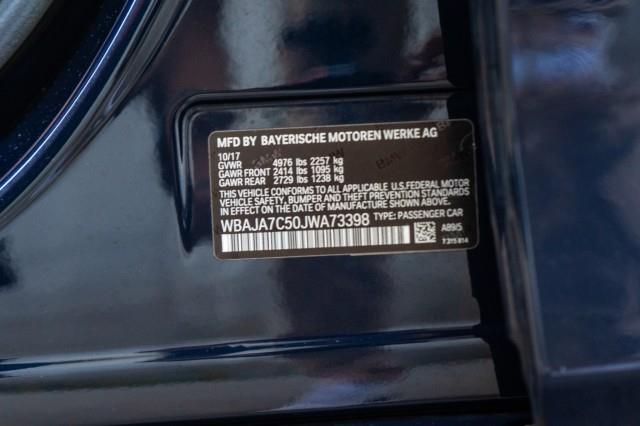 MFD BY BAYERISCHE MOTOREN WERKE AG
10/17
GVWR 4976 lbs 2257 kg
GAWR FRONT 2414 lbs 1095 kg
GAWR REAR 2729 lbs 1238 kg
THIS VEHICLE CONFORMS TO ALL APPLICABLE U.S.FEDERAL MOTOR
VEHICLE SAFETY, BUMPER AND THEFT PREVENTION STANDARDS
IN EFFECT ON THE DATE OF MANUFACTURE SHOWN ABOVE.
WBAJA7C50JWA73398 TYPE: PASSENGER CAR
A89/5
7 315 814